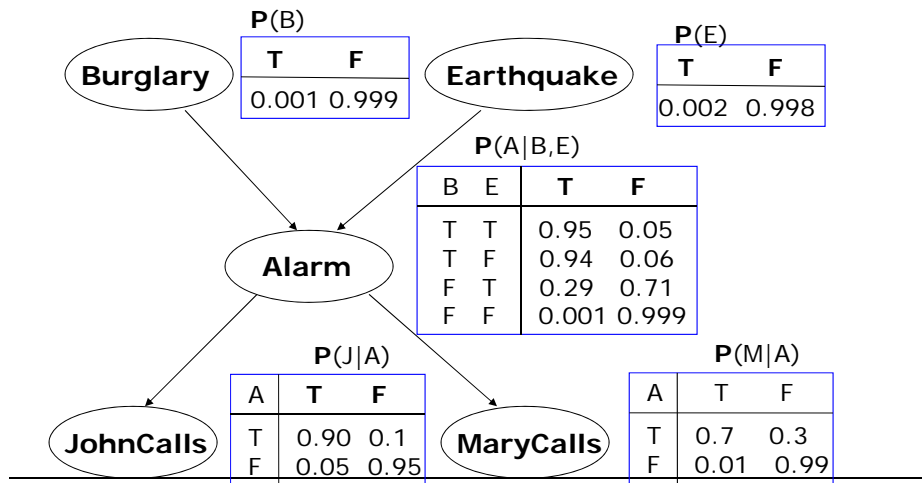 P(B)
Burglary
T F
0.001 0.999
Earthquake
P(E)
T F
0.002 0.998
P(A|B,E)
B E T F
T T 0.95 0.05
T F 0.94 0.06
F T 0.29 0.71
F F 0.001 0.999
Alarm
P(J|A)
A T F
T 0.90 0.1
F 0.05 0.95
JohnCalls
P(M|A)
A T F
T 0.7 0.3
F 0.01 0.99
MaryCalls